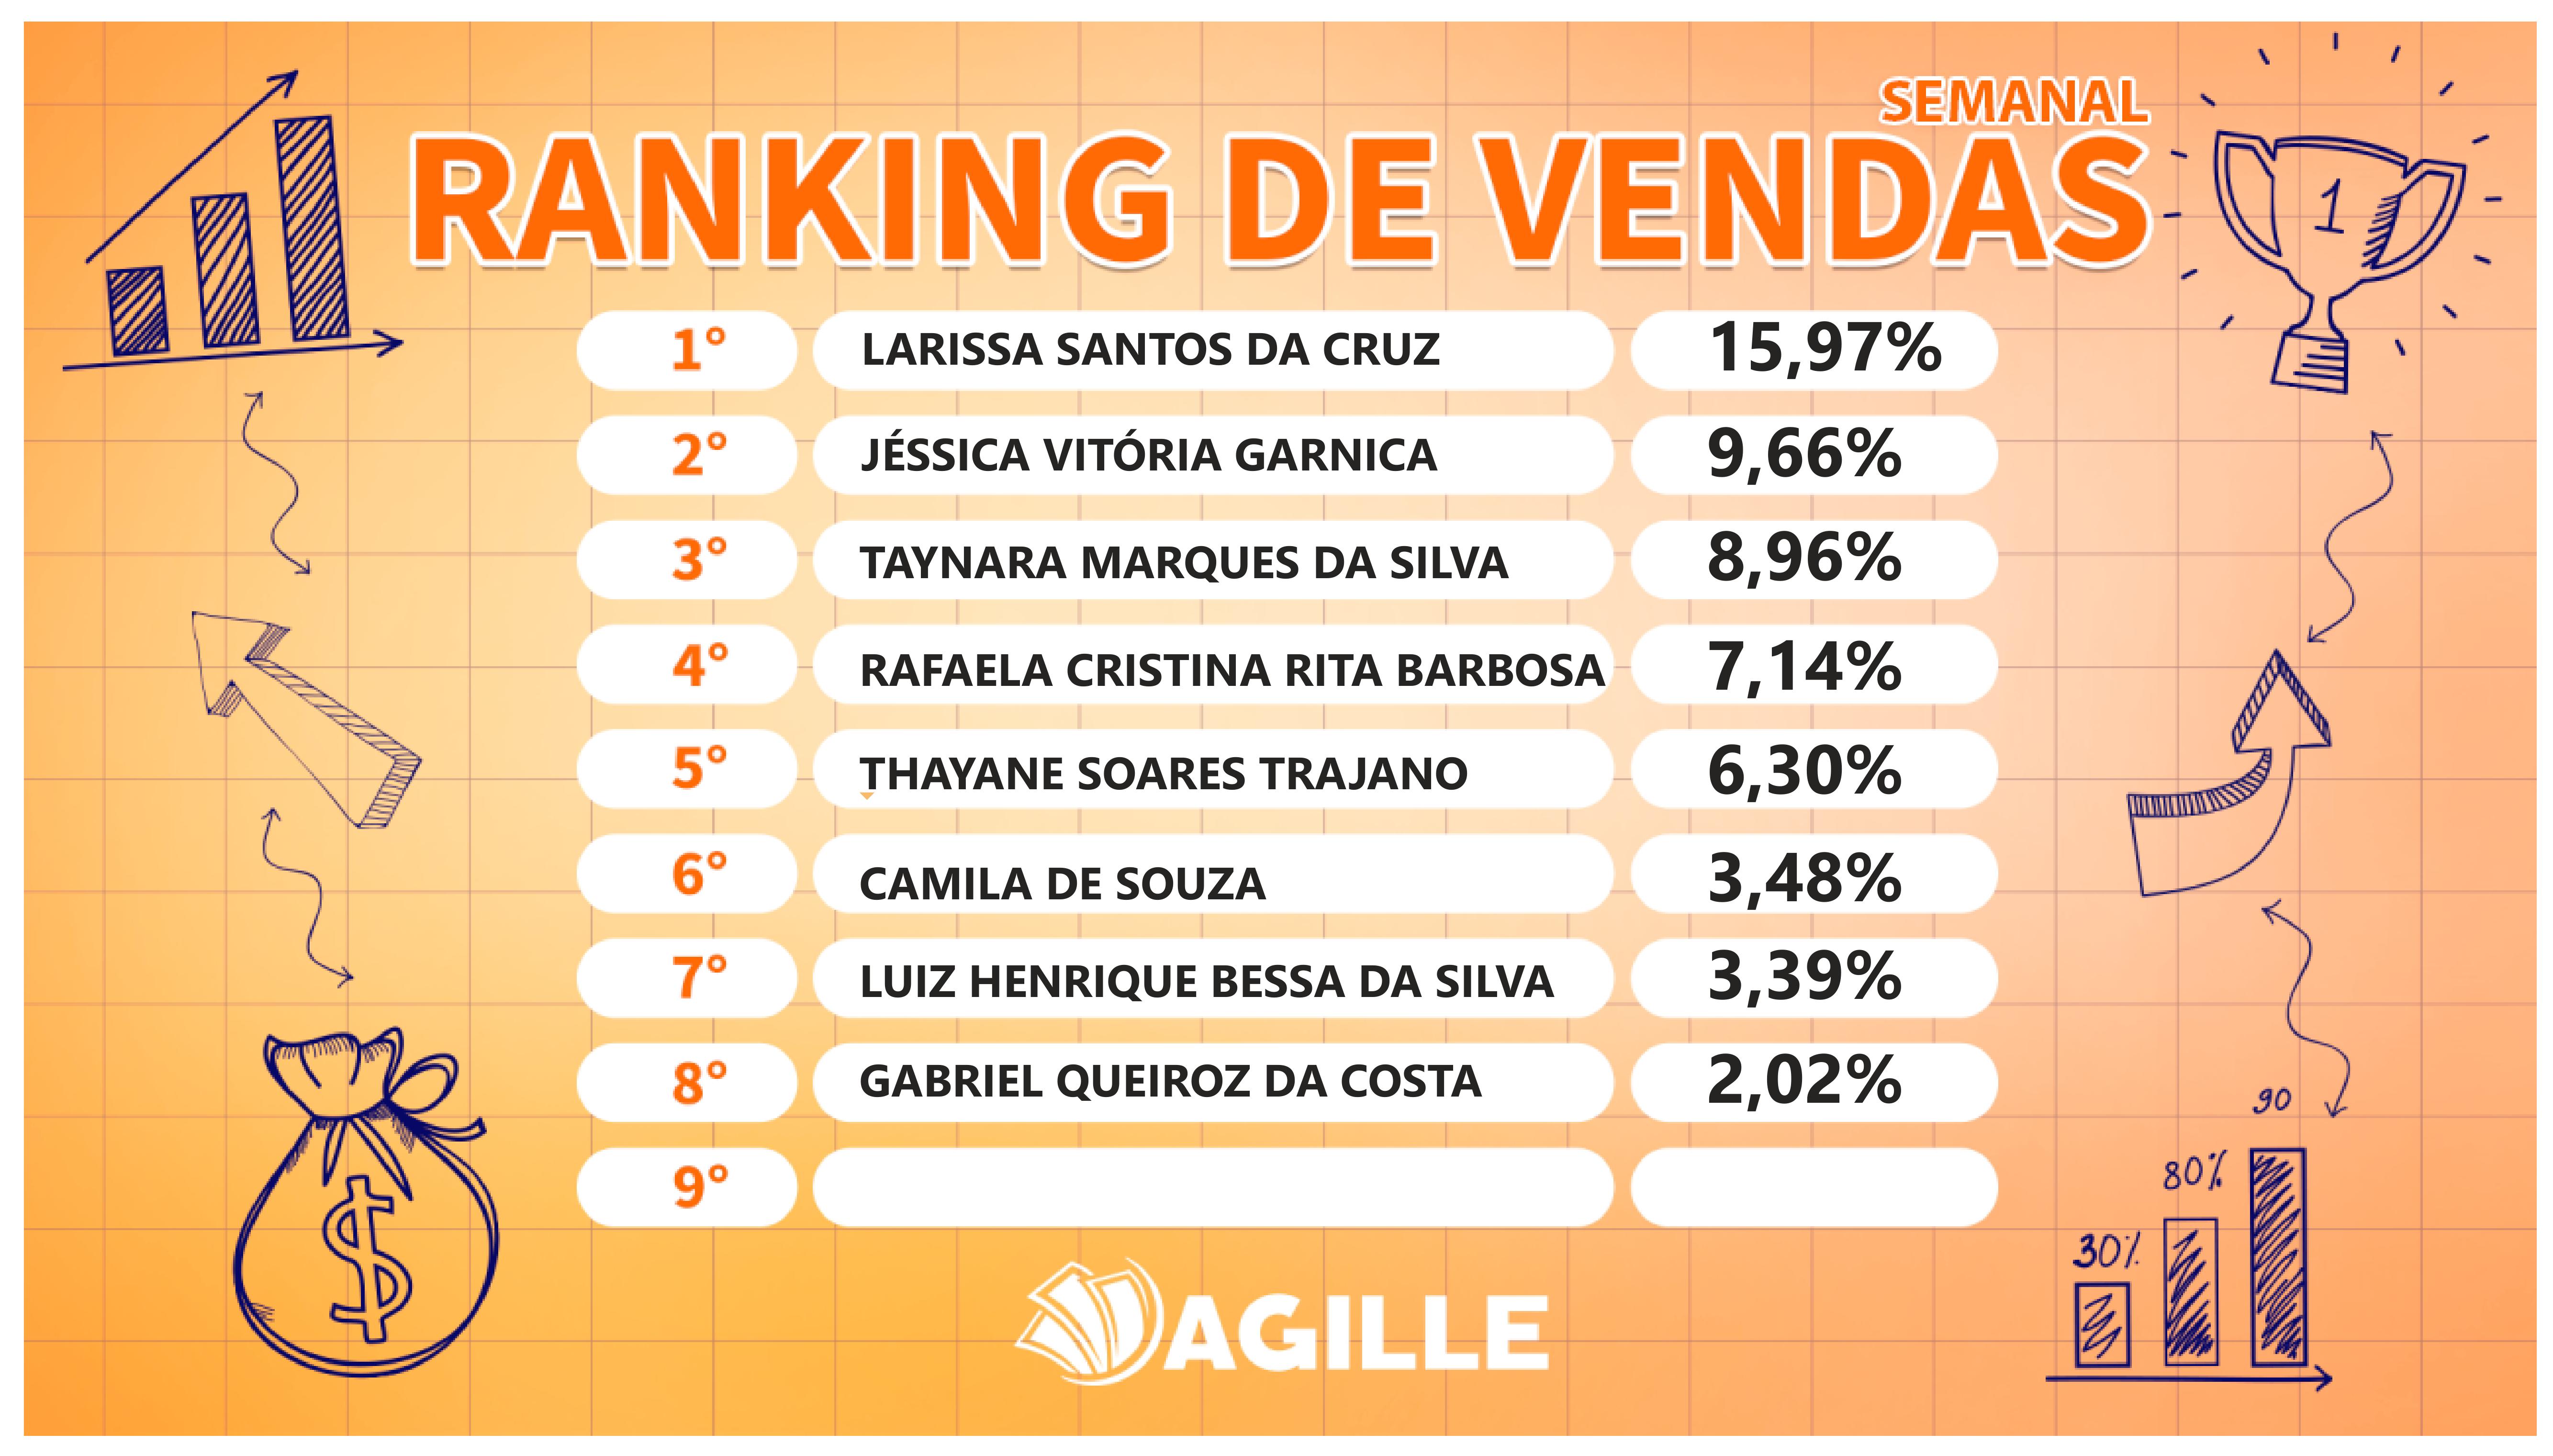 SEMANAL
RANKING DE VENDAS
1
1° LARISSA SANTOS DA CRUZ 15,97%
2° JÉSSICA VITÓRIA GARNICA 9,66%
3° TAYNARA MARQUES DA SILVA 8,96%
4° RAFAELA CRISTINA RITA BARBOSA 7,14%
5° THAYANE SOARES TRAJANO 6,30%
6° CAMILA DE SOUZA 3,48%
7° LUIZ HENRIQUE BESSA DA SILVA 3,39%
8° GABRIEL QUEIROZ DA COSTA 2,02%
9°
$
90
80%
30%
AGILLE